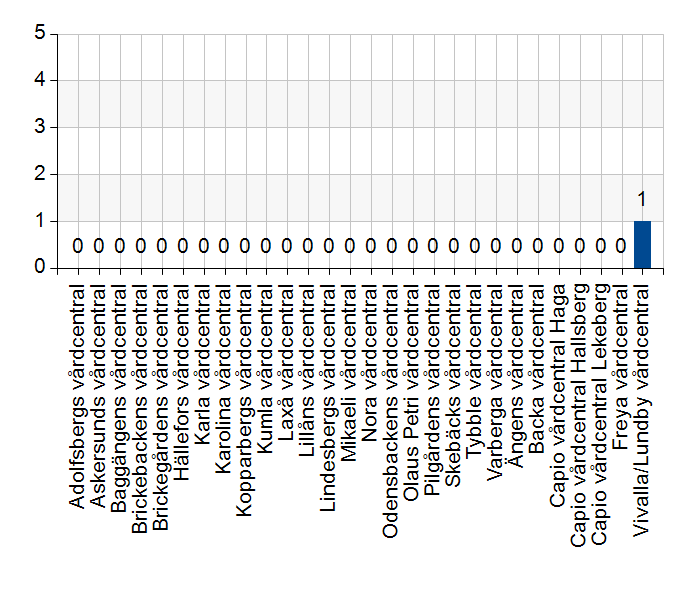 5
4
3
2
1
0
0 0 0 0 0 0 0 0 0 0 0 0 0 0 0 0 0 0 0 0 0 0 0 0 0 0 0 1
Adolfsbergs vårdcentral
Askersunds vårdcentral
Baggängens vårdcentral
Brickebackens vårdcentral
Brickegårdens vårdcentral
Hällefors vårdcentral
Karla vårdcentral
Karolina vårdcentral
Kopparbergs vårdcentral
Kumla vårdcentral
Laxå vårdcentral
Lillåns vårdcentral
Lindesbergs vårdcentral
Mikaeli vårdcentral
Nora vårdcentral
Odensbackens vårdcentral
Olaus Petri vårdcentral
Pilgårdens vårdcentral
Skebäcks vårdcentral
Tybble vårdcentral
Varberga vårdcentral
Ängens vårdcentral
Backa vårdcentral
Capio vårdcentral Haga
Capio vårdcentral Hallsberg
Capio vårdcentral Lekeberg
Freya vårdcentral
Vivalla/Lundby vårdcentral